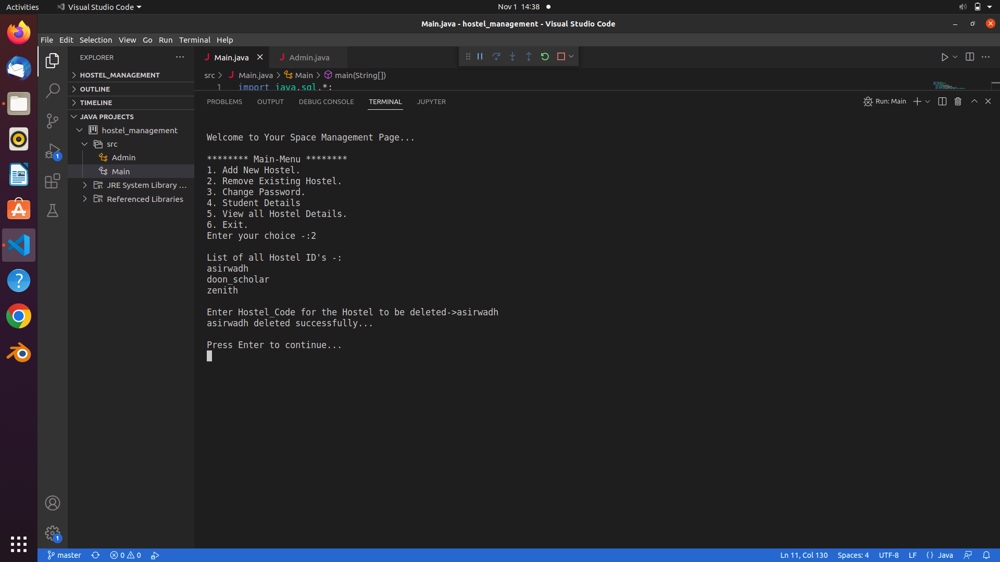 Activities
Visual Studio Code
Nov 1 14:38
Main.java - hostel_management - Visual Studio Code
File Edit Selection View Go Run Terminal Help
EXPLORER
HOSTEL_MANAGEMENT
OUTLINE
TIMELINE
JAVA PROJECTS
hostel_management
src
Admin
Main
JRE System Library ...
Referenced Libraries
1
1
Main.java
Admin.java
src > Main.java > Main > main(String[])
1 import java.sql.*;
PROBLEMS OUTPUT DEBUG CONSOLE TERMINAL JUPYTER
Run: Main
Welcome to Your Space Management Page...
******** Main-Menu ********
1. Add New Hostel.
2. Remove Existing Hostel.
3. Change Password.
4. Student Details
5. View all Hostel Details.
6. Exit.
Enter your choice -:2
List of all Hostel ID's -:
asirwadh
doon_scholar
zenith
Enter Hostel_Code for the Hostel to be deleted->asirwadh
asirwadh deleted successfully...
Press Enter to continue...
master 0 0
Ln 11, Col 130 Spaces: 4 UTF-8 LF {} Java